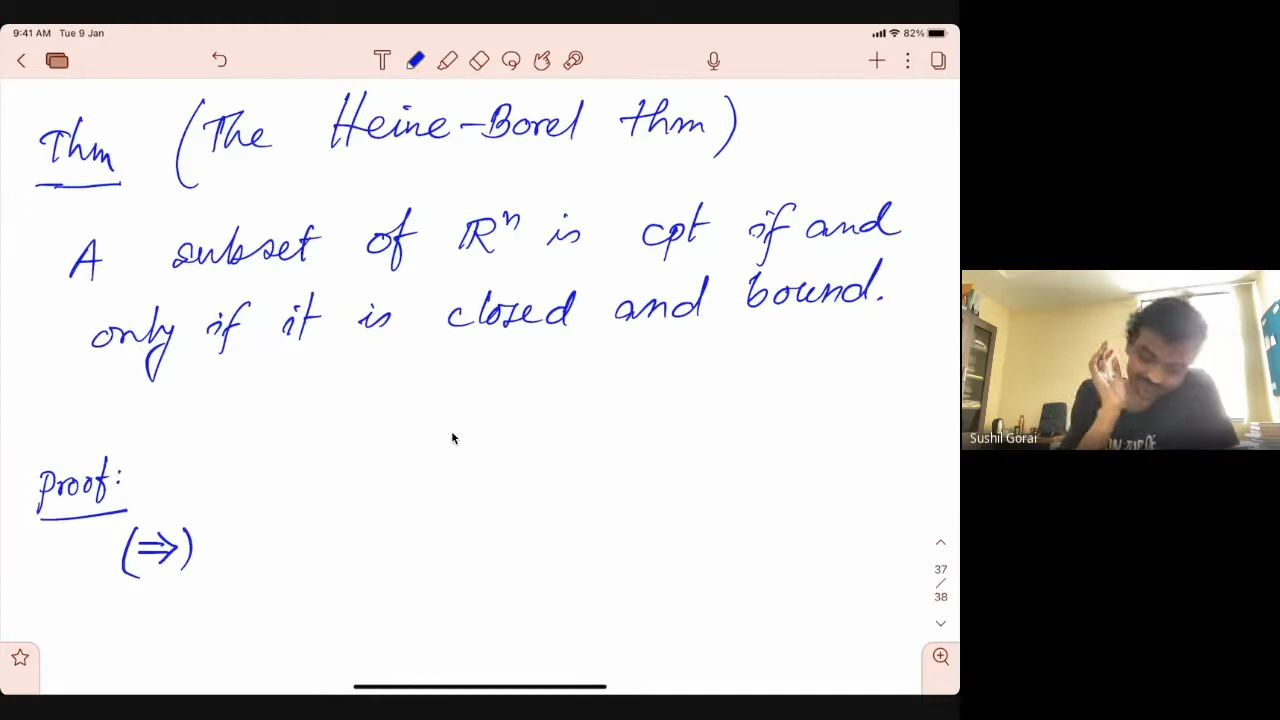 9:41 AM Tue 9 Jan
82%
Thm (The Heine-Borel thm)
A subset of ℝⁿ is cpt if and
only if it is closed and bound.
Proof:
(⇒)
37
/
38
Sushil Gorai